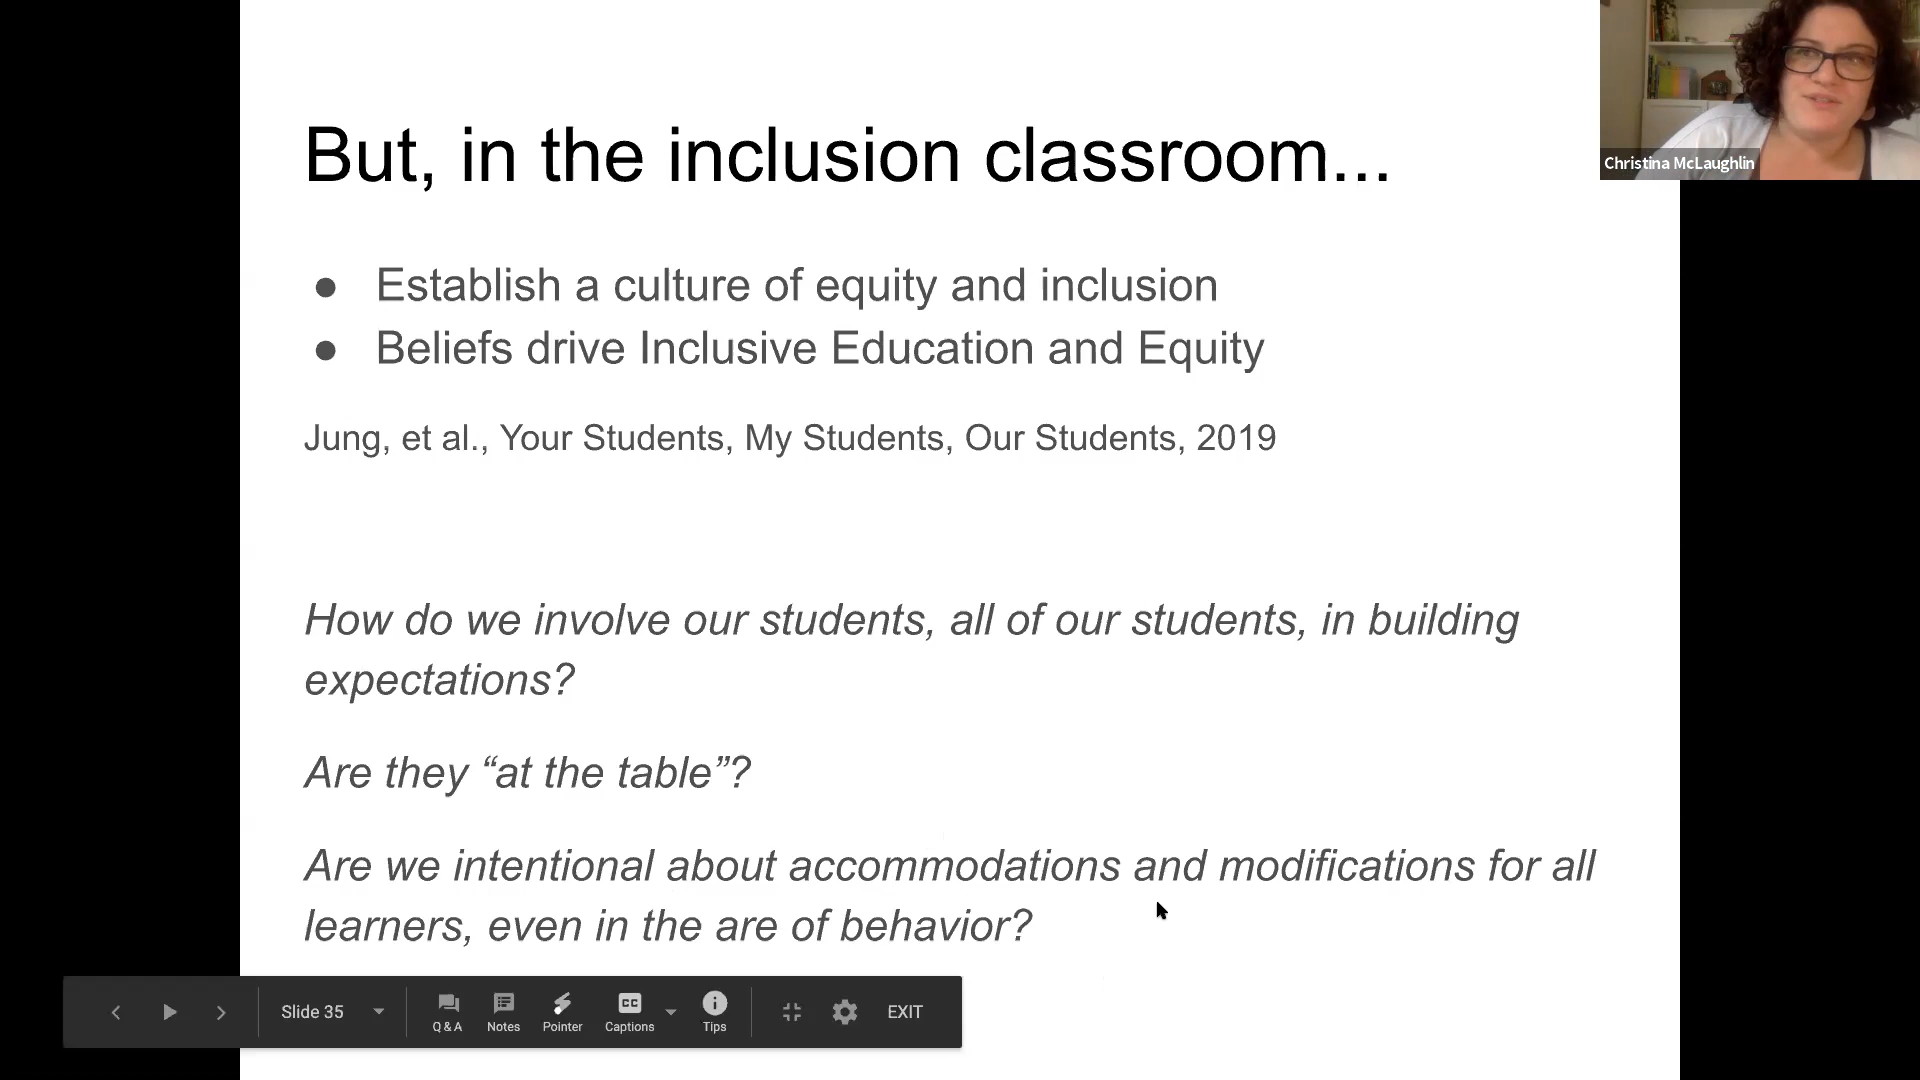 But, in the inclusion classroom...
Christina McLaughlin
● Establish a culture of equity and inclusion
● Beliefs drive Inclusive Education and Equity
Jung, et al., Your Students, My Students, Our Students, 2019
How do we involve our students, all of our students, in building
expectations?
Are they “at the table”?
Are we intentional about accommodations and modifications for all
learners, even in the are of behavior?
Slide 35
Q & A
Notes
Pointer
CC
Captions
Tips
EXIT